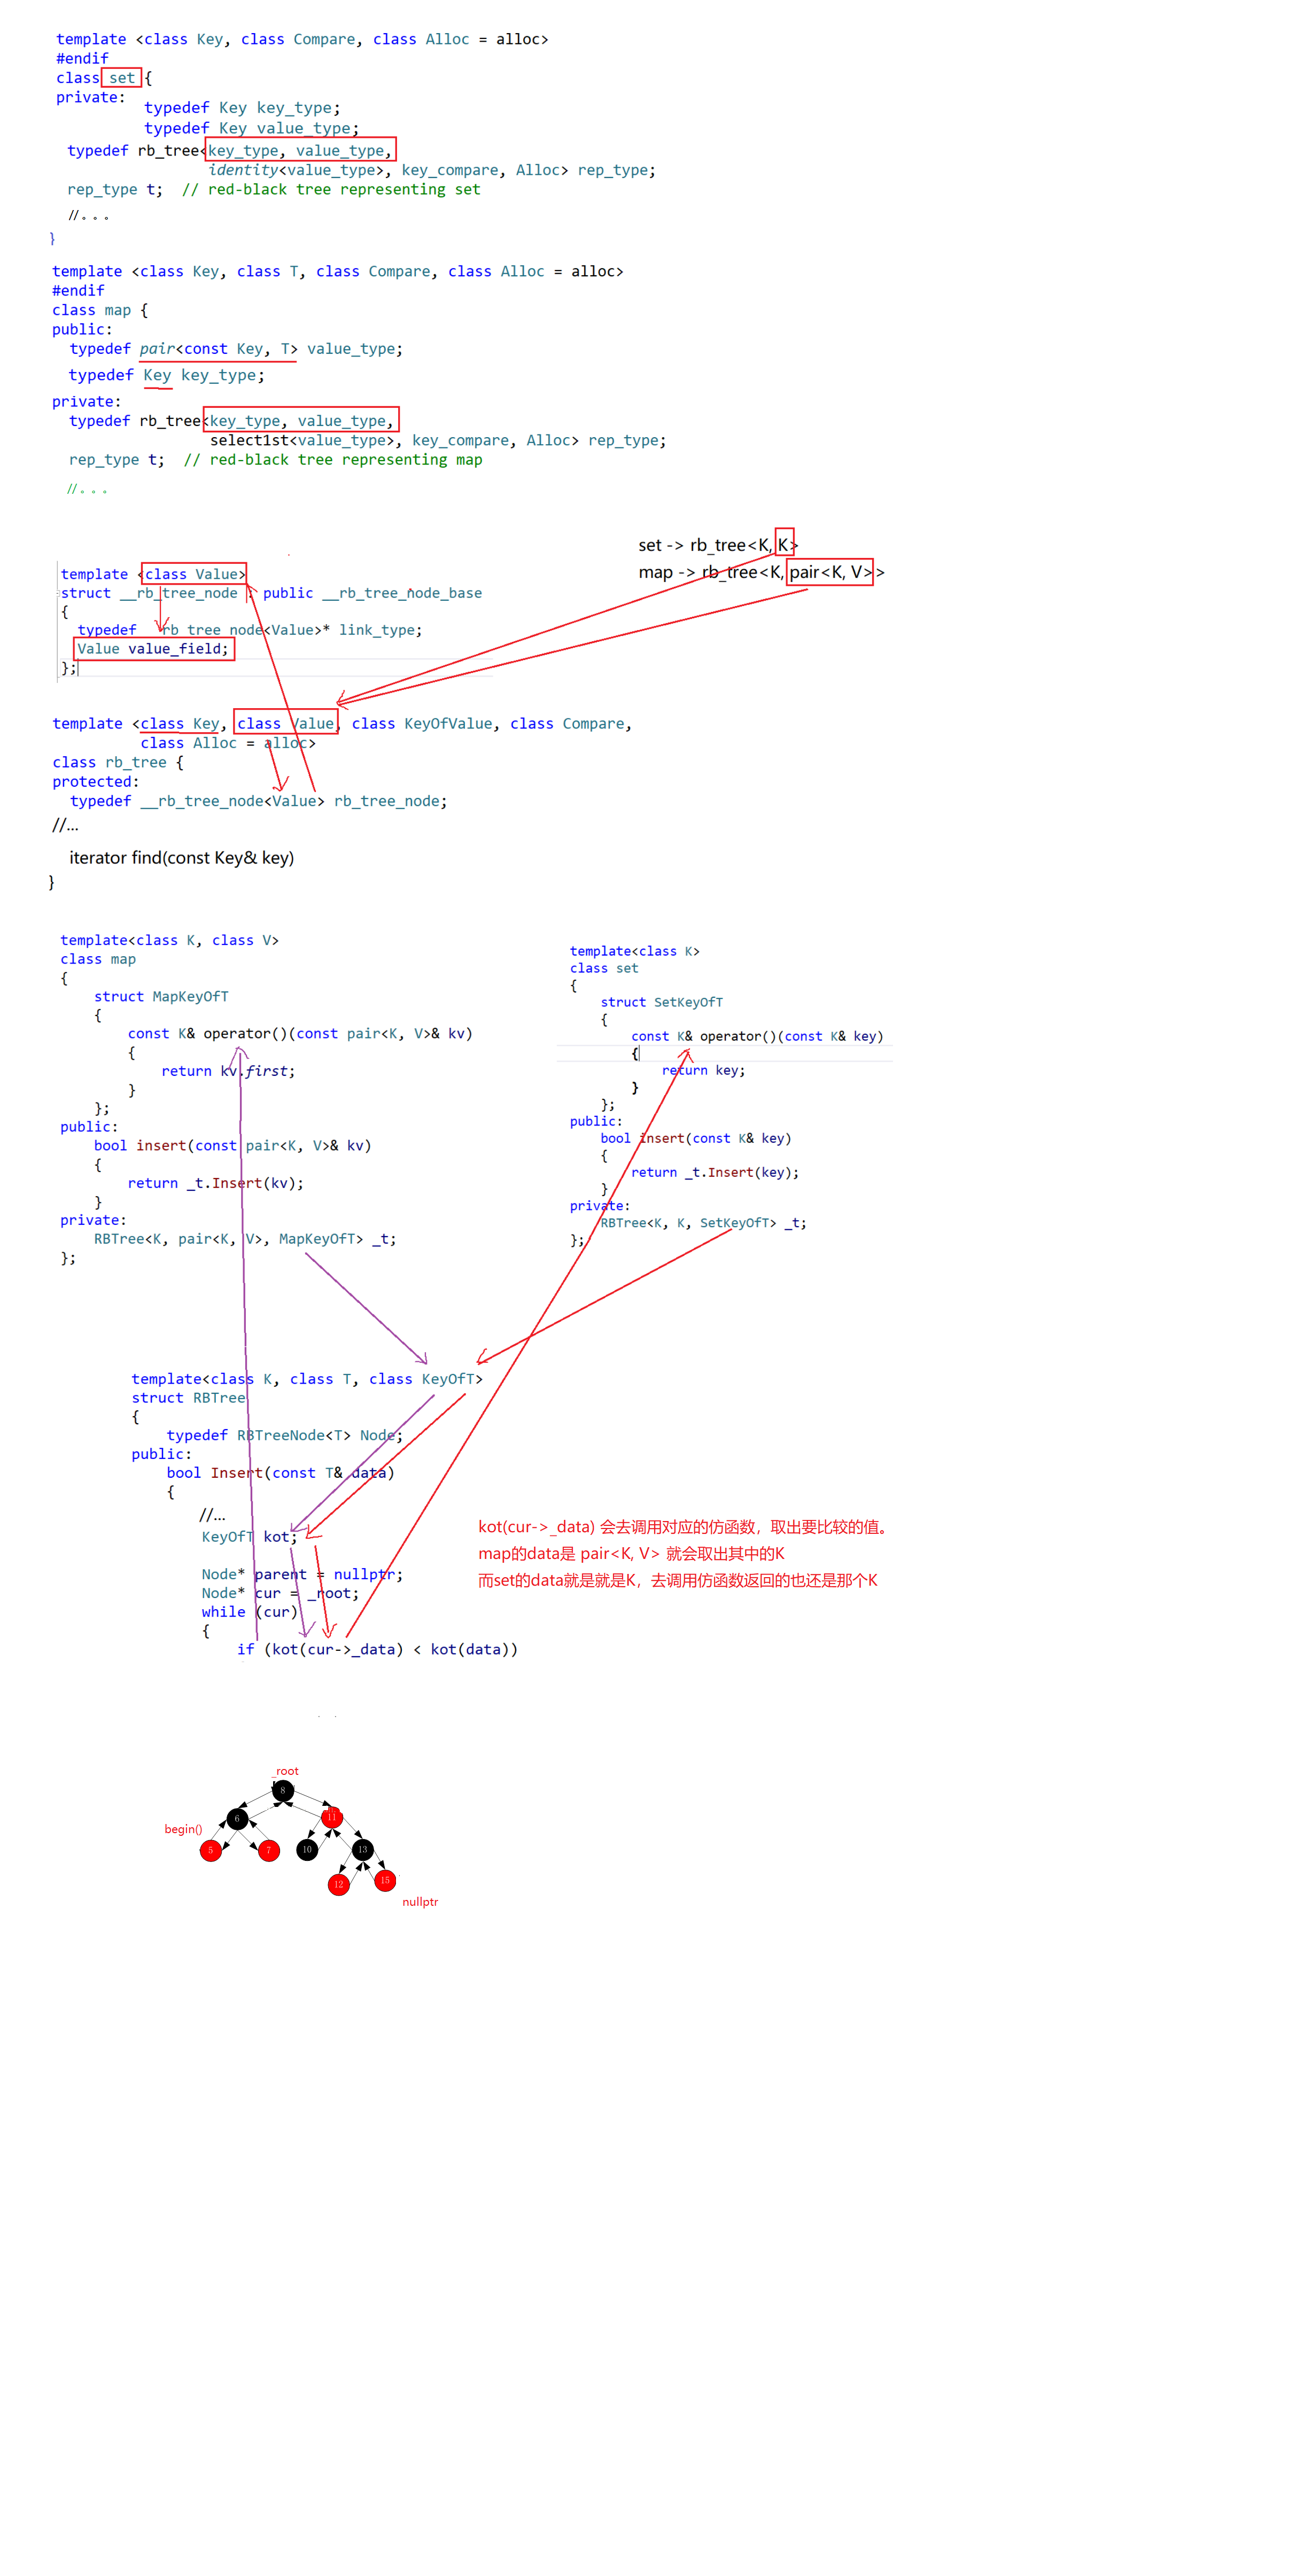 template <class Key, class Compare, class Alloc = alloc>
#endif
class set {
private:
typedef Key key_type;
typedef Key value_type;
typedef rb_tree<key_type, value_type,
identity<value_type>, key_compare, Alloc> rep_type;
rep_type t;  // red-black tree representing set
//。。。
}
template <class Key, class T, class Compare, class Alloc = alloc>
#endif
class map {
public:
typedef pair<const Key, T> value_type;
typedef Key key_type;
private:
typedef rb_tree<key_type, value_type,
select1st<value_type>, key_compare, Alloc> rep_type;
rep_type t;  // red-black tree representing map
//。。。
set -> rb_tree<K, K>
map -> rb_tree<K, pair<K, V>>
template <class Value>
struct __rb_tree_node : public __rb_tree_node_base
{
typedef __rb_tree_node<Value>* link_type;
Value value_field;
};
template <class Key, class Value, class KeyOfValue, class Compare,
class Alloc = alloc>
class rb_tree {
protected:
typedef __rb_tree_node<Value> rb_tree_node;
//...
iterator find(const Key& key)
}
template<class K, class V>
class map
{
struct MapKeyOfT
{
const K& operator()(const pair<K, V>& kv)
{
return kv.first;
}
};
public:
bool insert(const pair<K, V>& kv)
{
return _t.Insert(kv);
}
private:
RBTree<K, pair<K, V>, MapKeyOfT> _t;
};
template<class K>
class set
{
struct SetKeyOfT
{
const K& operator()(const K& key)
{
return key;
}
};
public:
bool insert(const K& key)
{
return _t.Insert(key);
}
private:
RBTree<K, K, SetKeyOfT> _t;
};
template<class K, class T, class KeyOfT>
struct RBTree
{
typedef RBTreeNode<T> Node;
public:
bool Insert(const T& data)
{
//...
KeyOfT kot;
Node* parent = nullptr;
Node* cur = _root;
while (cur)
{
if (kot(cur->_data) < kot(data))
kot(cur->_data) 会去调用对应的仿函数，取出要比较的值。
map的data是 pair<K, V> 就会取出其中的K
而set的data就是就是K，去调用仿函数返回的也还是那个K
_root
8
6
11
begin()
5
7
10
13
12
15
nullptr